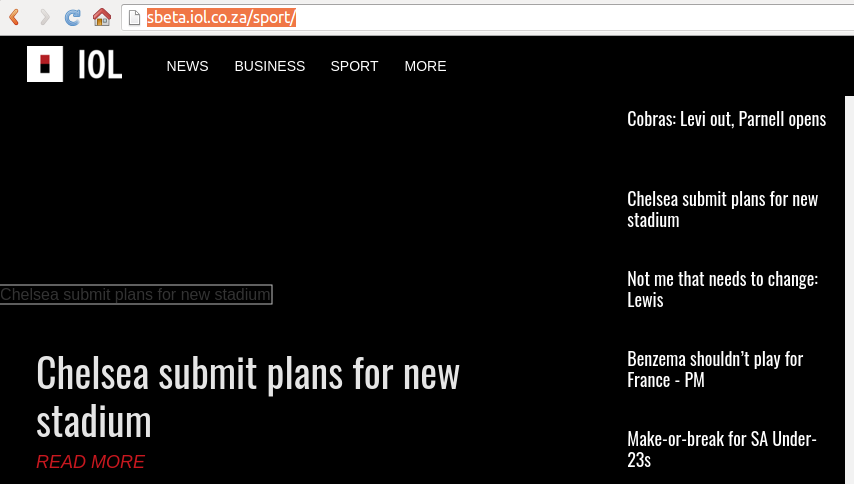 sbeta.iol.co.za/sport/
IOL
NEWS BUSINESS SPORT MORE
Chelsea submit plans for new stadium
Chelsea submit plans for new
stadium
READ MORE
Cobras: Levi out, Parnell opens
Chelsea submit plans for new
stadium
Not me that needs to change:
Lewis
Benzema shouldn’t play for
France - PM
Make-or-break for SA Under-
23s